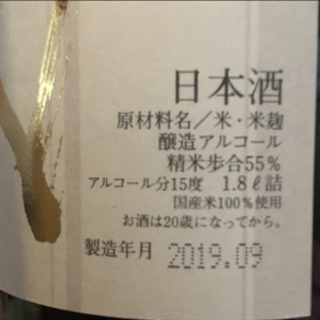 日本酒
原材料名／米・米麹
醸造アルコール
精米歩合55%
アルコール分15度 1.8ℓ詰
国産米100%使用
お酒は20歳になってから。
製造年月 2019.09